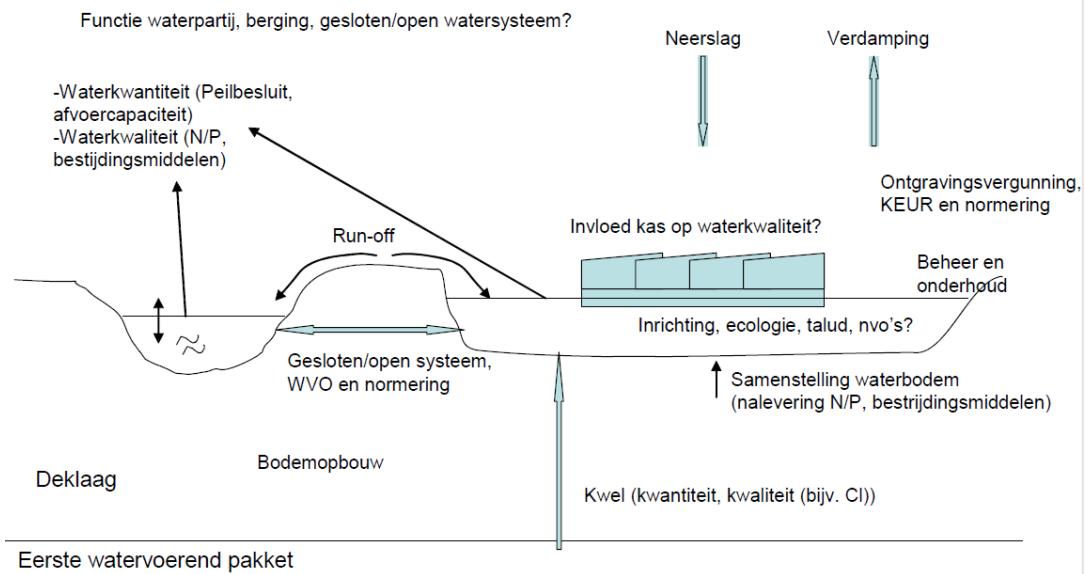 Functie waterpartij, berging, gesloten/open watersysteem?
Neerslag
Verdamping
-Waterkwantiteit (Peilbesluit,
afvoercapaciteit)
-Waterkwaliteit (N/P,
bestijdingsmiddelen)
Ontgravingsvergunning,
KEUR en normering
Run-off
Invloed kas op waterkwaliteit?
Beheer en
onderhoud
Inrichting, ecologie, talud, nvo's?
Gesloten/open systeem,
WVO en normering
Samenstelling waterbodem
(nalevering N/P, bestrijdingsmiddelen)
Bodemopbouw
Deklaag
Kwel (kwantiteit, kwaliteit (bijv. Cl))
Eerste watervoerend pakket